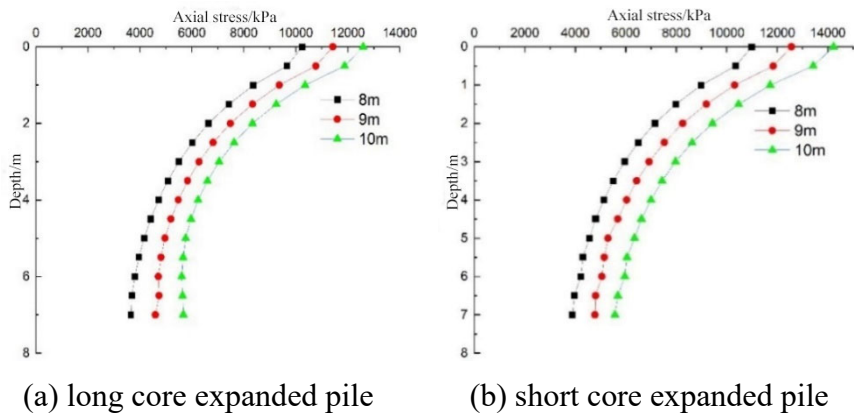 Axial stress/kPa
0 2000 4000 6000 8000 10000 12000 14000
0
2
4
6
8
Depth/m
8m
9m
10m
(a) long core expanded pile
Axial stress/kPa
0 2000 4000 6000 8000 10000 12000 14000
0
1
2
3
4
5
6
7
8
Depth/m
8m
9m
10m
(b) short core expanded pile